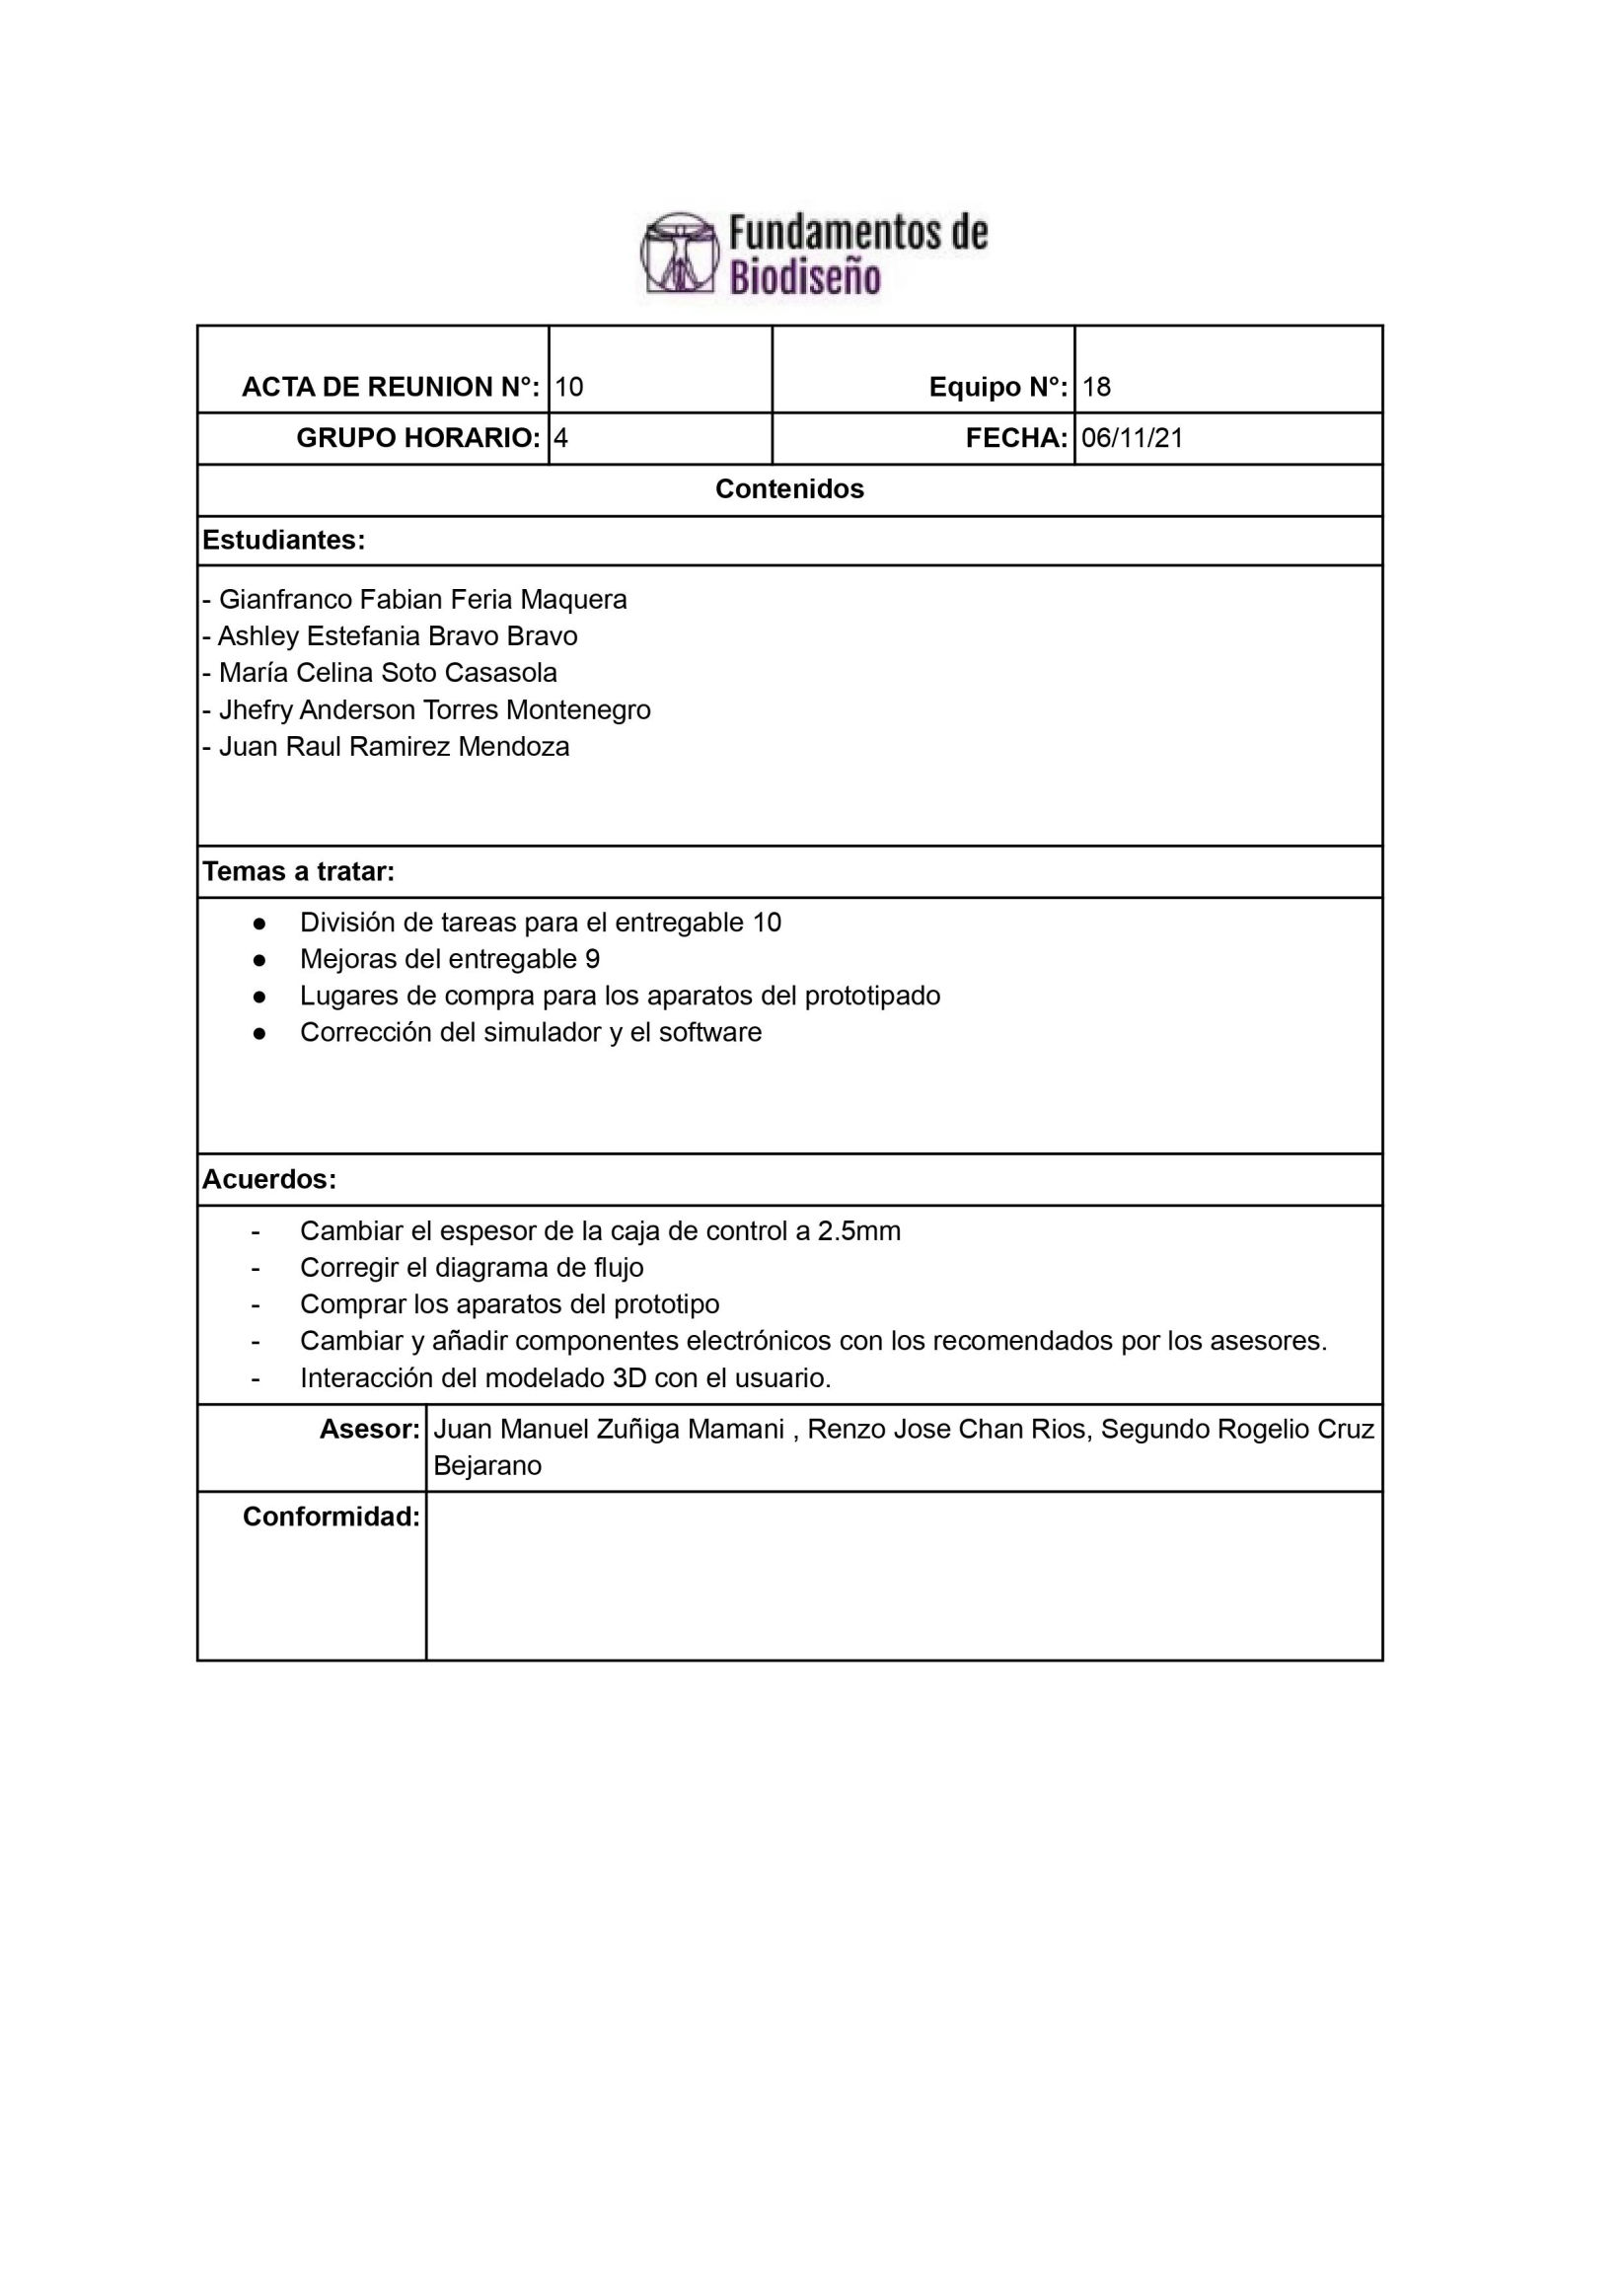 Fundamentos de
Biodiseño
ACTA DE REUNION N°: 10 Equipo N°: 18
GRUPO HORARIO: 4 FECHA: 06/11/21
Contenidos
Estudiantes:
- Gianfranco Fabian Feria Maquera
- Ashley Estefania Bravo Bravo
- María Celina Soto Casasola
- Jhefry Anderson Torres Montenegro
- Juan Raul Ramirez Mendoza
Temas a tratar:
● División de tareas para el entregable 10
● Mejoras del entregable 9
● Lugares de compra para los aparatos del prototipado
● Corrección del simulador y el software
Acuerdos:
- Cambiar el espesor de la caja de control a 2.5mm
- Corregir el diagrama de flujo
- Comprar los aparatos del prototipo
- Cambiar y añadir componentes electrónicos con los recomendados por los asesores.
- Interacción del modelado 3D con el usuario.
Asesor: Juan Manuel Zuñiga Mamani , Renzo Jose Chan Rios, Segundo Rogelio Cruz
Bejarano
Conformidad: